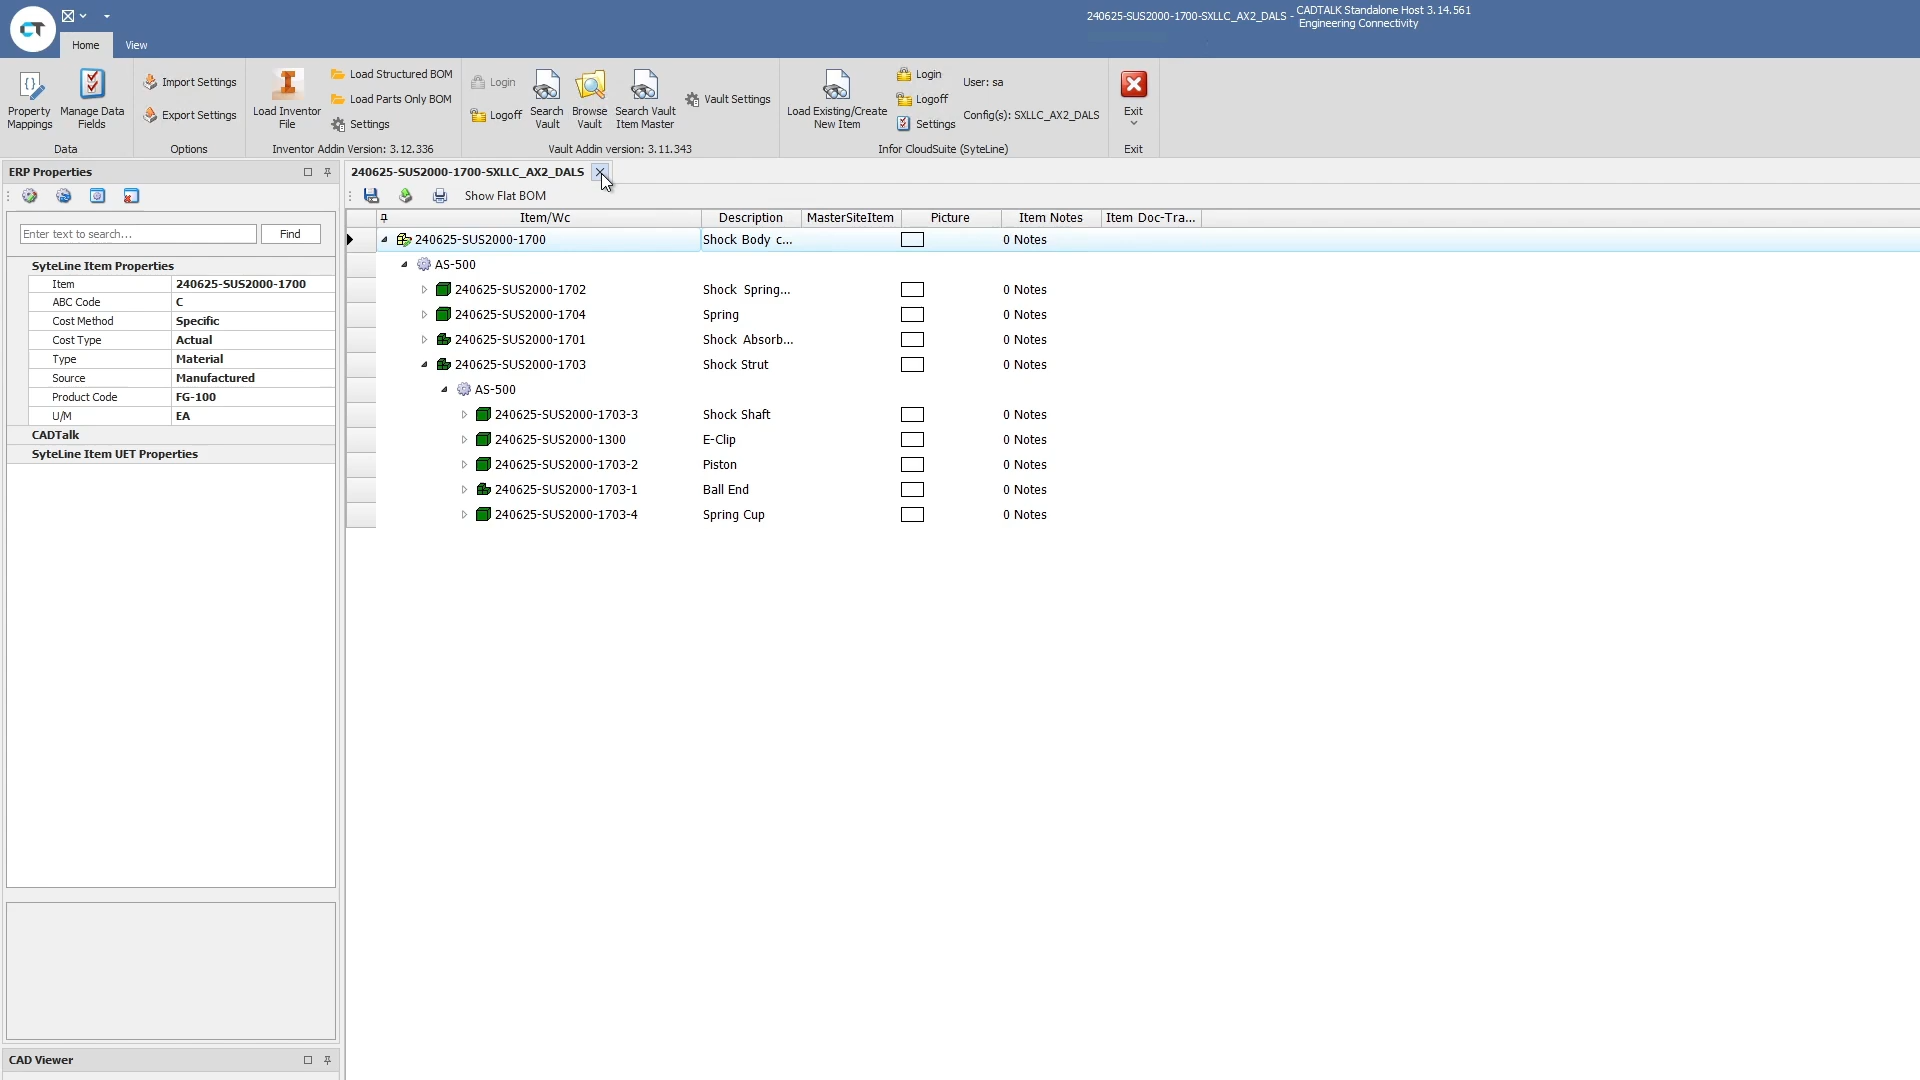 240625-SUS2000-1700-SXLLC_AX2_DALS - CADTALK Standalone Host 3.14.561
Engineering Connectivity
CT
Home View
Property Mappings
Manage Data Fields
Data
Import Settings
Export Settings
Options
Load Inventor File
Load Structured BOM
Load Parts Only BOM
Settings
Inventor Addin Version: 3.12.336
Login
Logoff
Search Vault
Browse Vault
Search Vault Item Master
Vault Settings
Vault Addin version: 3.11.343
Load Existing/Create New Item
Login
Logoff
Settings
User: sa
Config(s): SXLLC_AX2_DALS
Infor CloudSuite (SyteLine)
Exit
Exit
ERP Properties
Enter text to search... Find
SyteLine Item Properties
Item 240625-SUS2000-1700
ABC Code C
Cost Method Specific
Cost Type Actual
Type Material
Source Manufactured
Product Code FG-100
U/M EA
CADTalk
SyteLine Item UET Properties
CAD Viewer
240625-SUS2000-1700-SXLLC_AX2_DALS
Show Flat BOM
Item/Wc Description MasterSiteItem Picture Item Notes Item Doc-Tra...
240625-SUS2000-1700 Shock Body c... 0 Notes
AS-500
240625-SUS2000-1702 Shock Spring... 0 Notes
240625-SUS2000-1704 Spring 0 Notes
240625-SUS2000-1701 Shock Absorb... 0 Notes
240625-SUS2000-1703 Shock Strut 0 Notes
AS-500
240625-SUS2000-1703-3 Shock Shaft 0 Notes
240625-SUS2000-1300 E-Clip 0 Notes
240625-SUS2000-1703-2 Piston 0 Notes
240625-SUS2000-1703-1 Ball End 0 Notes
240625-SUS2000-1703-4 Spring Cup 0 Notes